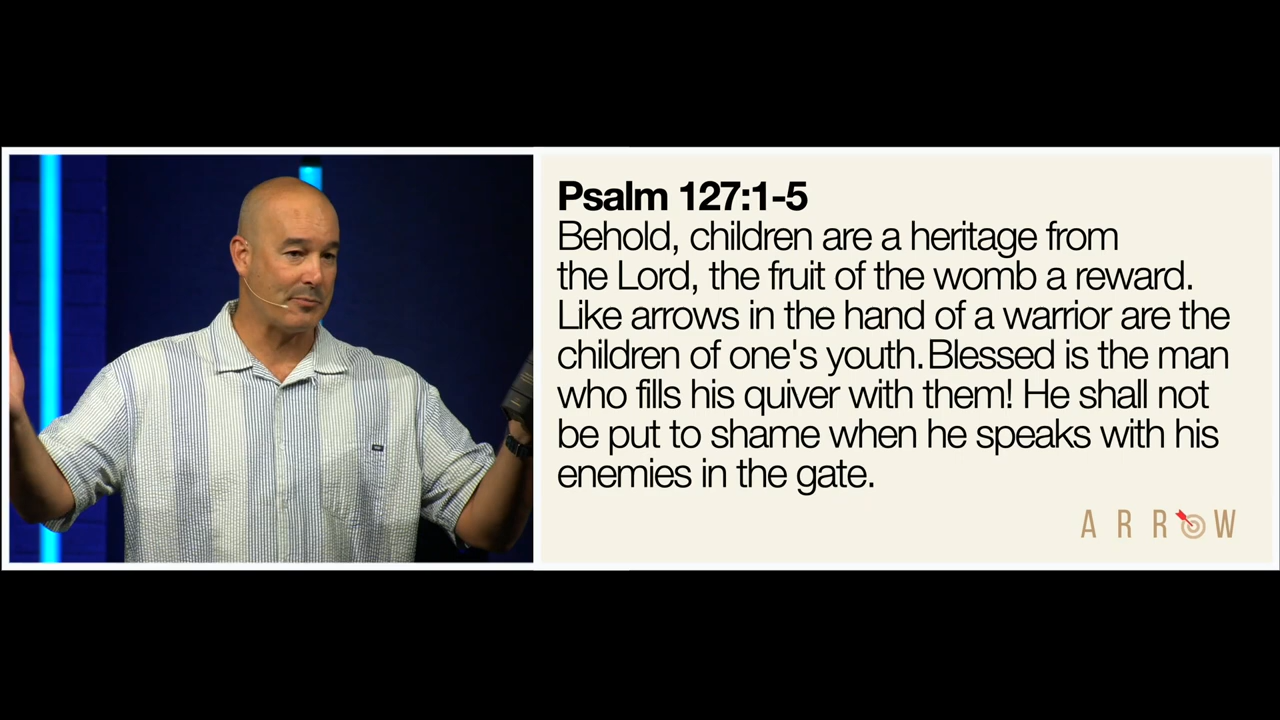 Psalm 127:1-5
Behold, children are a heritage from
the Lord, the fruit of the womb a reward.
Like arrows in the hand of a warrior are the
children of one's youth. Blessed is the man
who fills his quiver with them! He shall not
be put to shame when he speaks with his
enemies in the gate.
ARROW